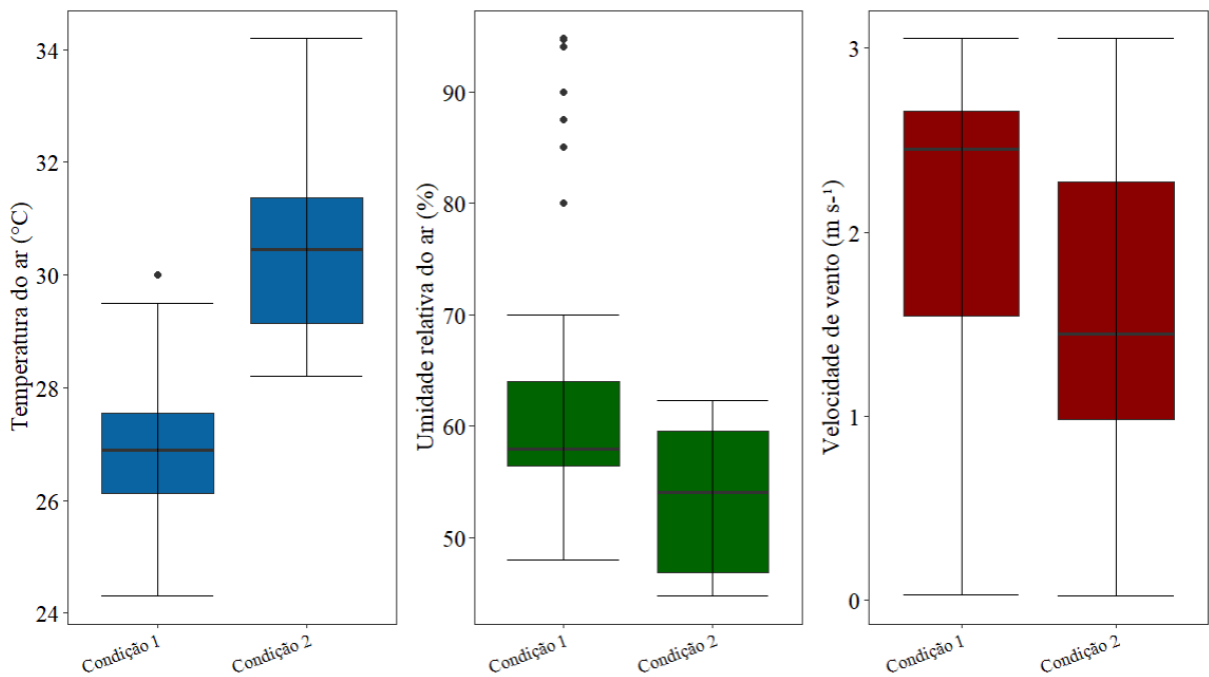 Temperatura do ar (°C)
34
32
30
28
26
24
Condição 1
Condição 2
Umidade relativa do ar (%)
90
80
70
60
50
Condição 1
Condição 2
Velocidade de vento (m s-¹)
3
2
1
0
Condição 1
Condição 2